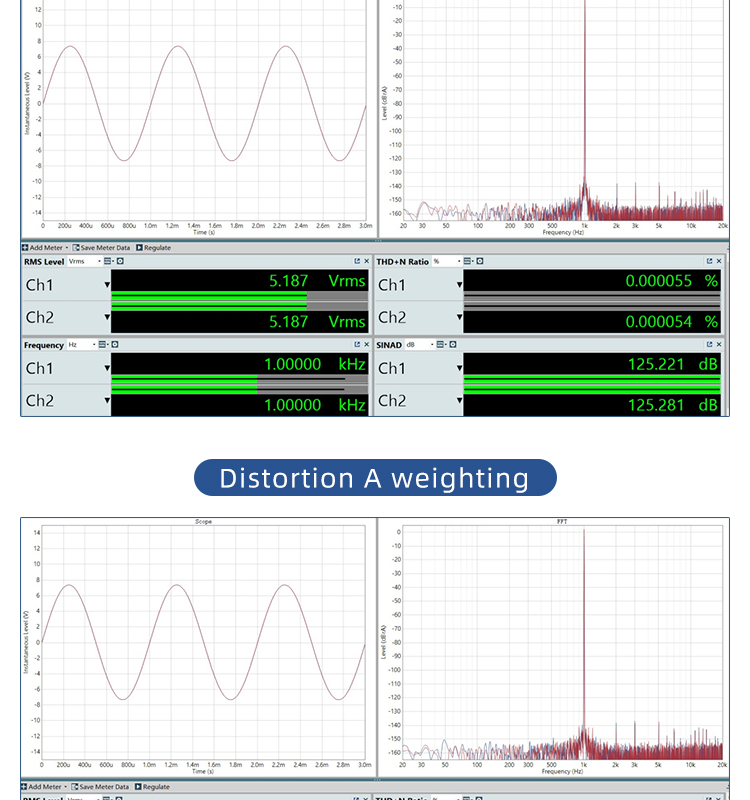 12
10
8
6
4
2
0
-2
-4
-6
-8
-10
-12
-14
Instantaneous Level (V)
0 200u 400u 600u 800u 1.0m 1.2m 1.4m 1.6m 1.8m 2.0m 2.2m 2.4m 2.6m 2.8m 3.0m
Time (s)
-10
-20
-30
-40
-50
-60
-70
-80
-90
-100
-110
-120
-130
-140
-150
-160
Level (dBrA)
20 30 50 100 200 300 500 1k 2k 3k 5k 10k 20k
Frequency (Hz)
Add Meter Save Meter Data Regulate
RMS Level Vrms
Ch1 5.187 Vrms
Ch2 5.187 Vrms
THD+N Ratio %
Ch1 0.000055 %
Ch2 0.000054 %
Frequency Hz
Ch1 1.00000 kHz
Ch2 1.00000 kHz
SINAD dB
Ch1 125.221 dB
Ch2 125.281 dB
Distortion A weighting
Scope
14
12
10
8
6
4
2
0
-2
-4
-6
-8
-10
-12
-14
Instantaneous Level (V)
0 200u 400u 600u 800u 1.0m 1.2m 1.4m 1.6m 1.8m 2.0m 2.2m 2.4m 2.6m 2.8m 3.0m
Time (s)
FFT
0
-10
-20
-30
-40
-50
-60
-70
-80
-90
-100
-110
-120
-130
-140
-150
-160
Level (dBrA)
20 30 50 100 200 300 500 1k 2k 3k 5k 10k 20k
Frequency (Hz)
Add Meter Save Meter Data Regulate
RMS Level Vrms
THD+N Ratio %